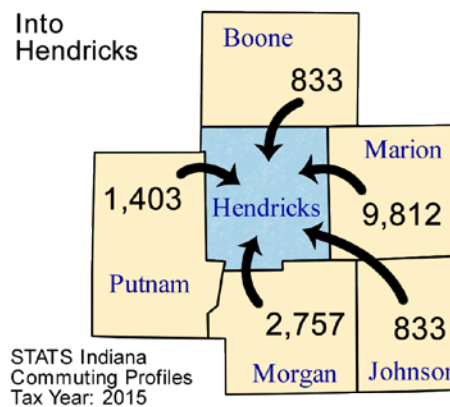 Into
Hendricks
Boone
833
Marion
9,812
1,403
Hendricks
Putnam
2,757
Morgan
833
Johnson
STATS Indiana
Commuting Profiles
Tax Year: 2015